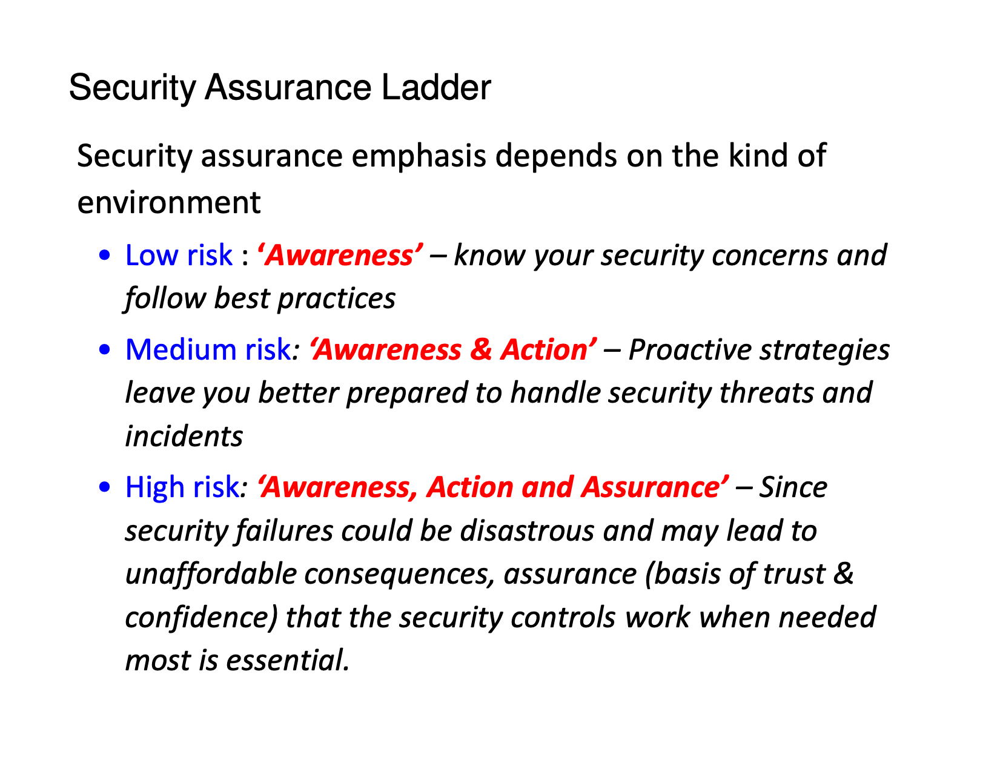 Security Assurance Ladder
Security assurance emphasis depends on the kind of
environment
• Low risk : ‘Awareness’ – know your security concerns and
follow best practices
• Medium risk: ‘Awareness & Action’ – Proactive strategies
leave you better prepared to handle security threats and
incidents
• High risk: ‘Awareness, Action and Assurance’ – Since
security failures could be disastrous and may lead to
unaffordable consequences, assurance (basis of trust &
confidence) that the security controls work when needed
most is essential.